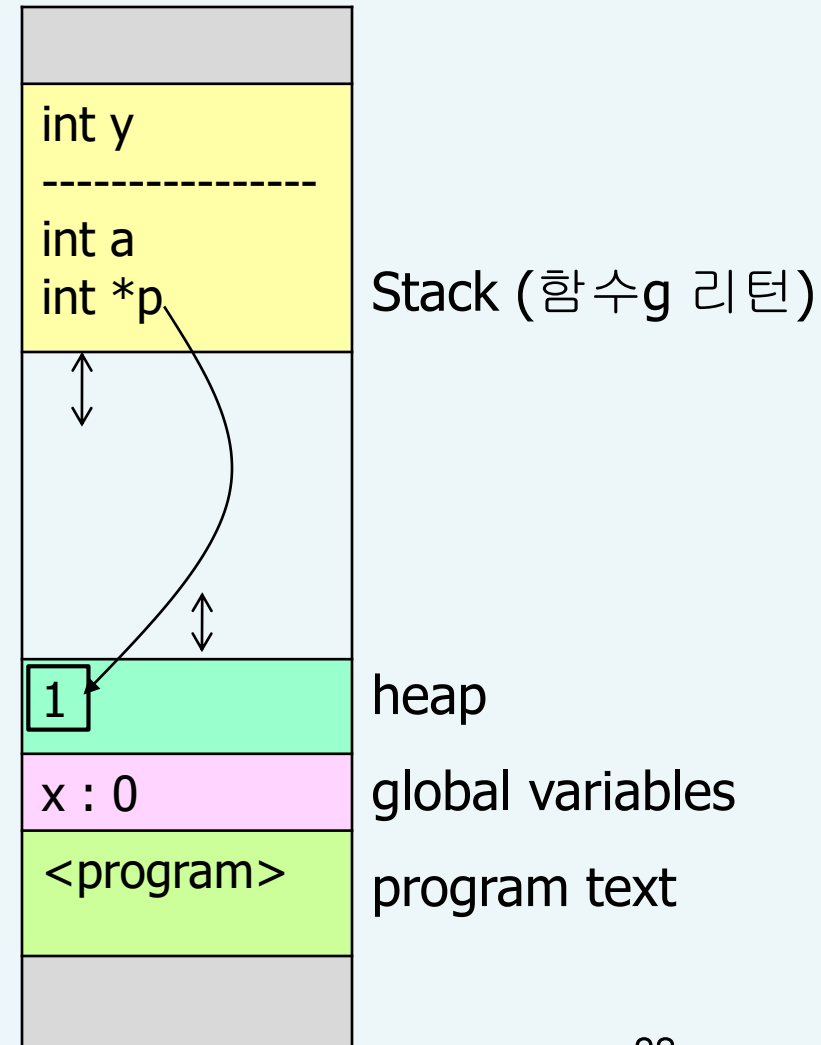 int y
----------------
int a
int *p
Stack (함수g 리턴)
1
heap
x : 0
global variables
<program>
program text